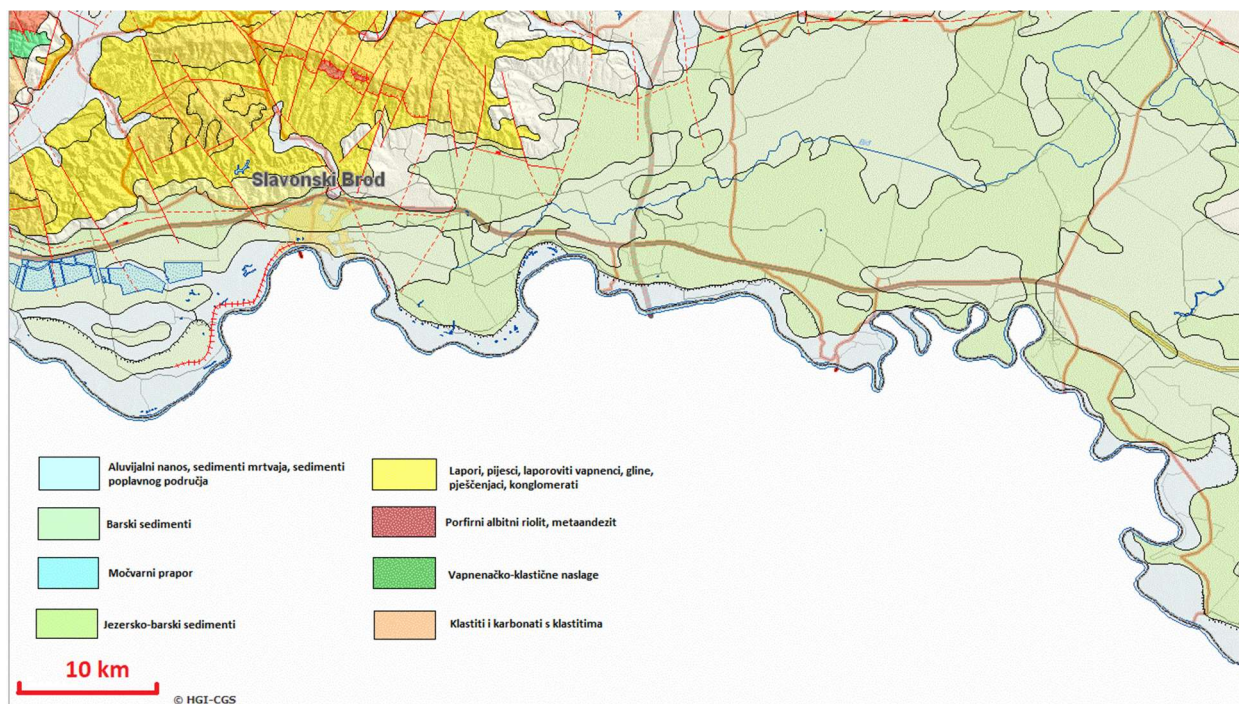 Slavonski Brod
Bid
Aluvijalni nanos, sedimenti mrtvaja, sedimenti
poplavnog područja
Barski sedimenti
Močvarni prapor
Jezersko-barski sedimenti
Lapori, pijesci, laporoviti vapnenci, gline,
pješčenjaci, konglomerati
Porfirni albitni riolit, metaandezit
Vapnenačko-klastične naslage
Klastiti i karbonati s klastitima
10 km
© HGI-CGS